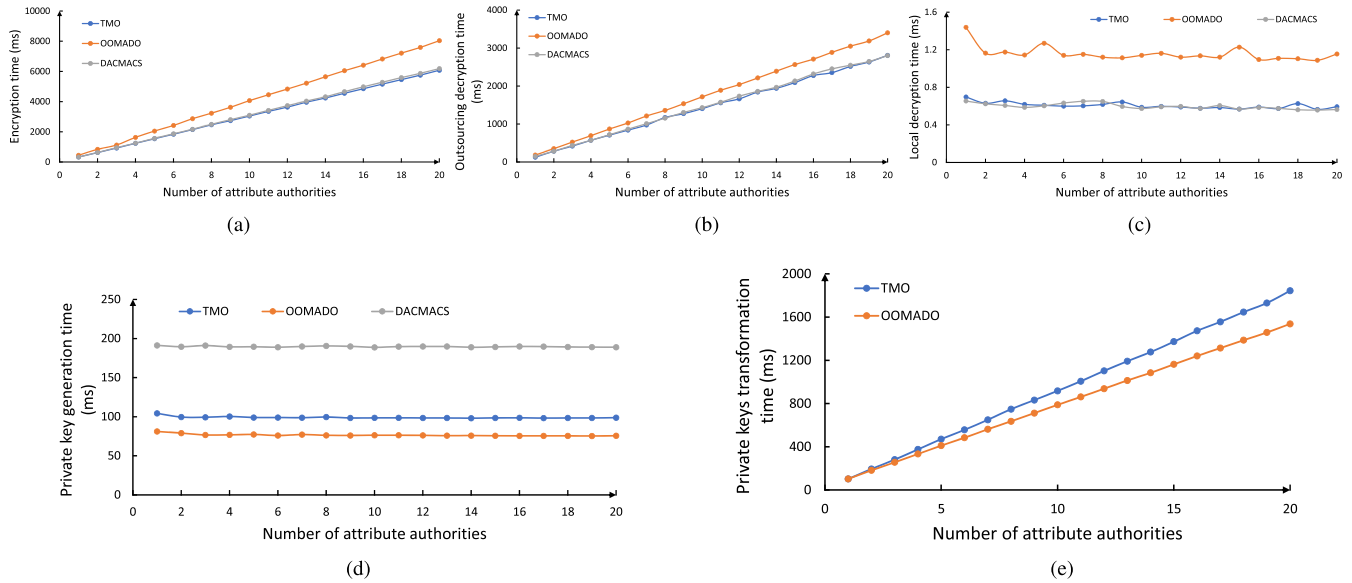 10000
8000
6000
4000
2000
0
Encryption time (ms)
TMO
OOMADO
DACMACS
0 2 4 6 8 10 12 14 16 18 20
Number of attribute authorities
(a)
4000
3000
2000
1000
0
Outsourcing decryption time
(ms)
TMO
OOMADO
DACMACS
0 2 4 6 8 10 12 14 16 18 20
Number of attribute authorities
(b)
1.6
1.2
0.8
0.4
0
Local decryption time (ms)
TMO OOMADO DACMACS
0 2 4 6 8 10 12 14 16 18 20
Number of attribute authorities
(c)
250
200
150
100
50
0
Private key generation time
(ms)
TMO OOMADO DACMACS
0 2 4 6 8 10 12 14 16 18 20
Number of attribute authorities
(d)
2000
1600
1200
800
400
0
Private keys transformation
time (ms)
TMO
OOMADO
0 5 10 15 20
Number of attribute authorities
(e)